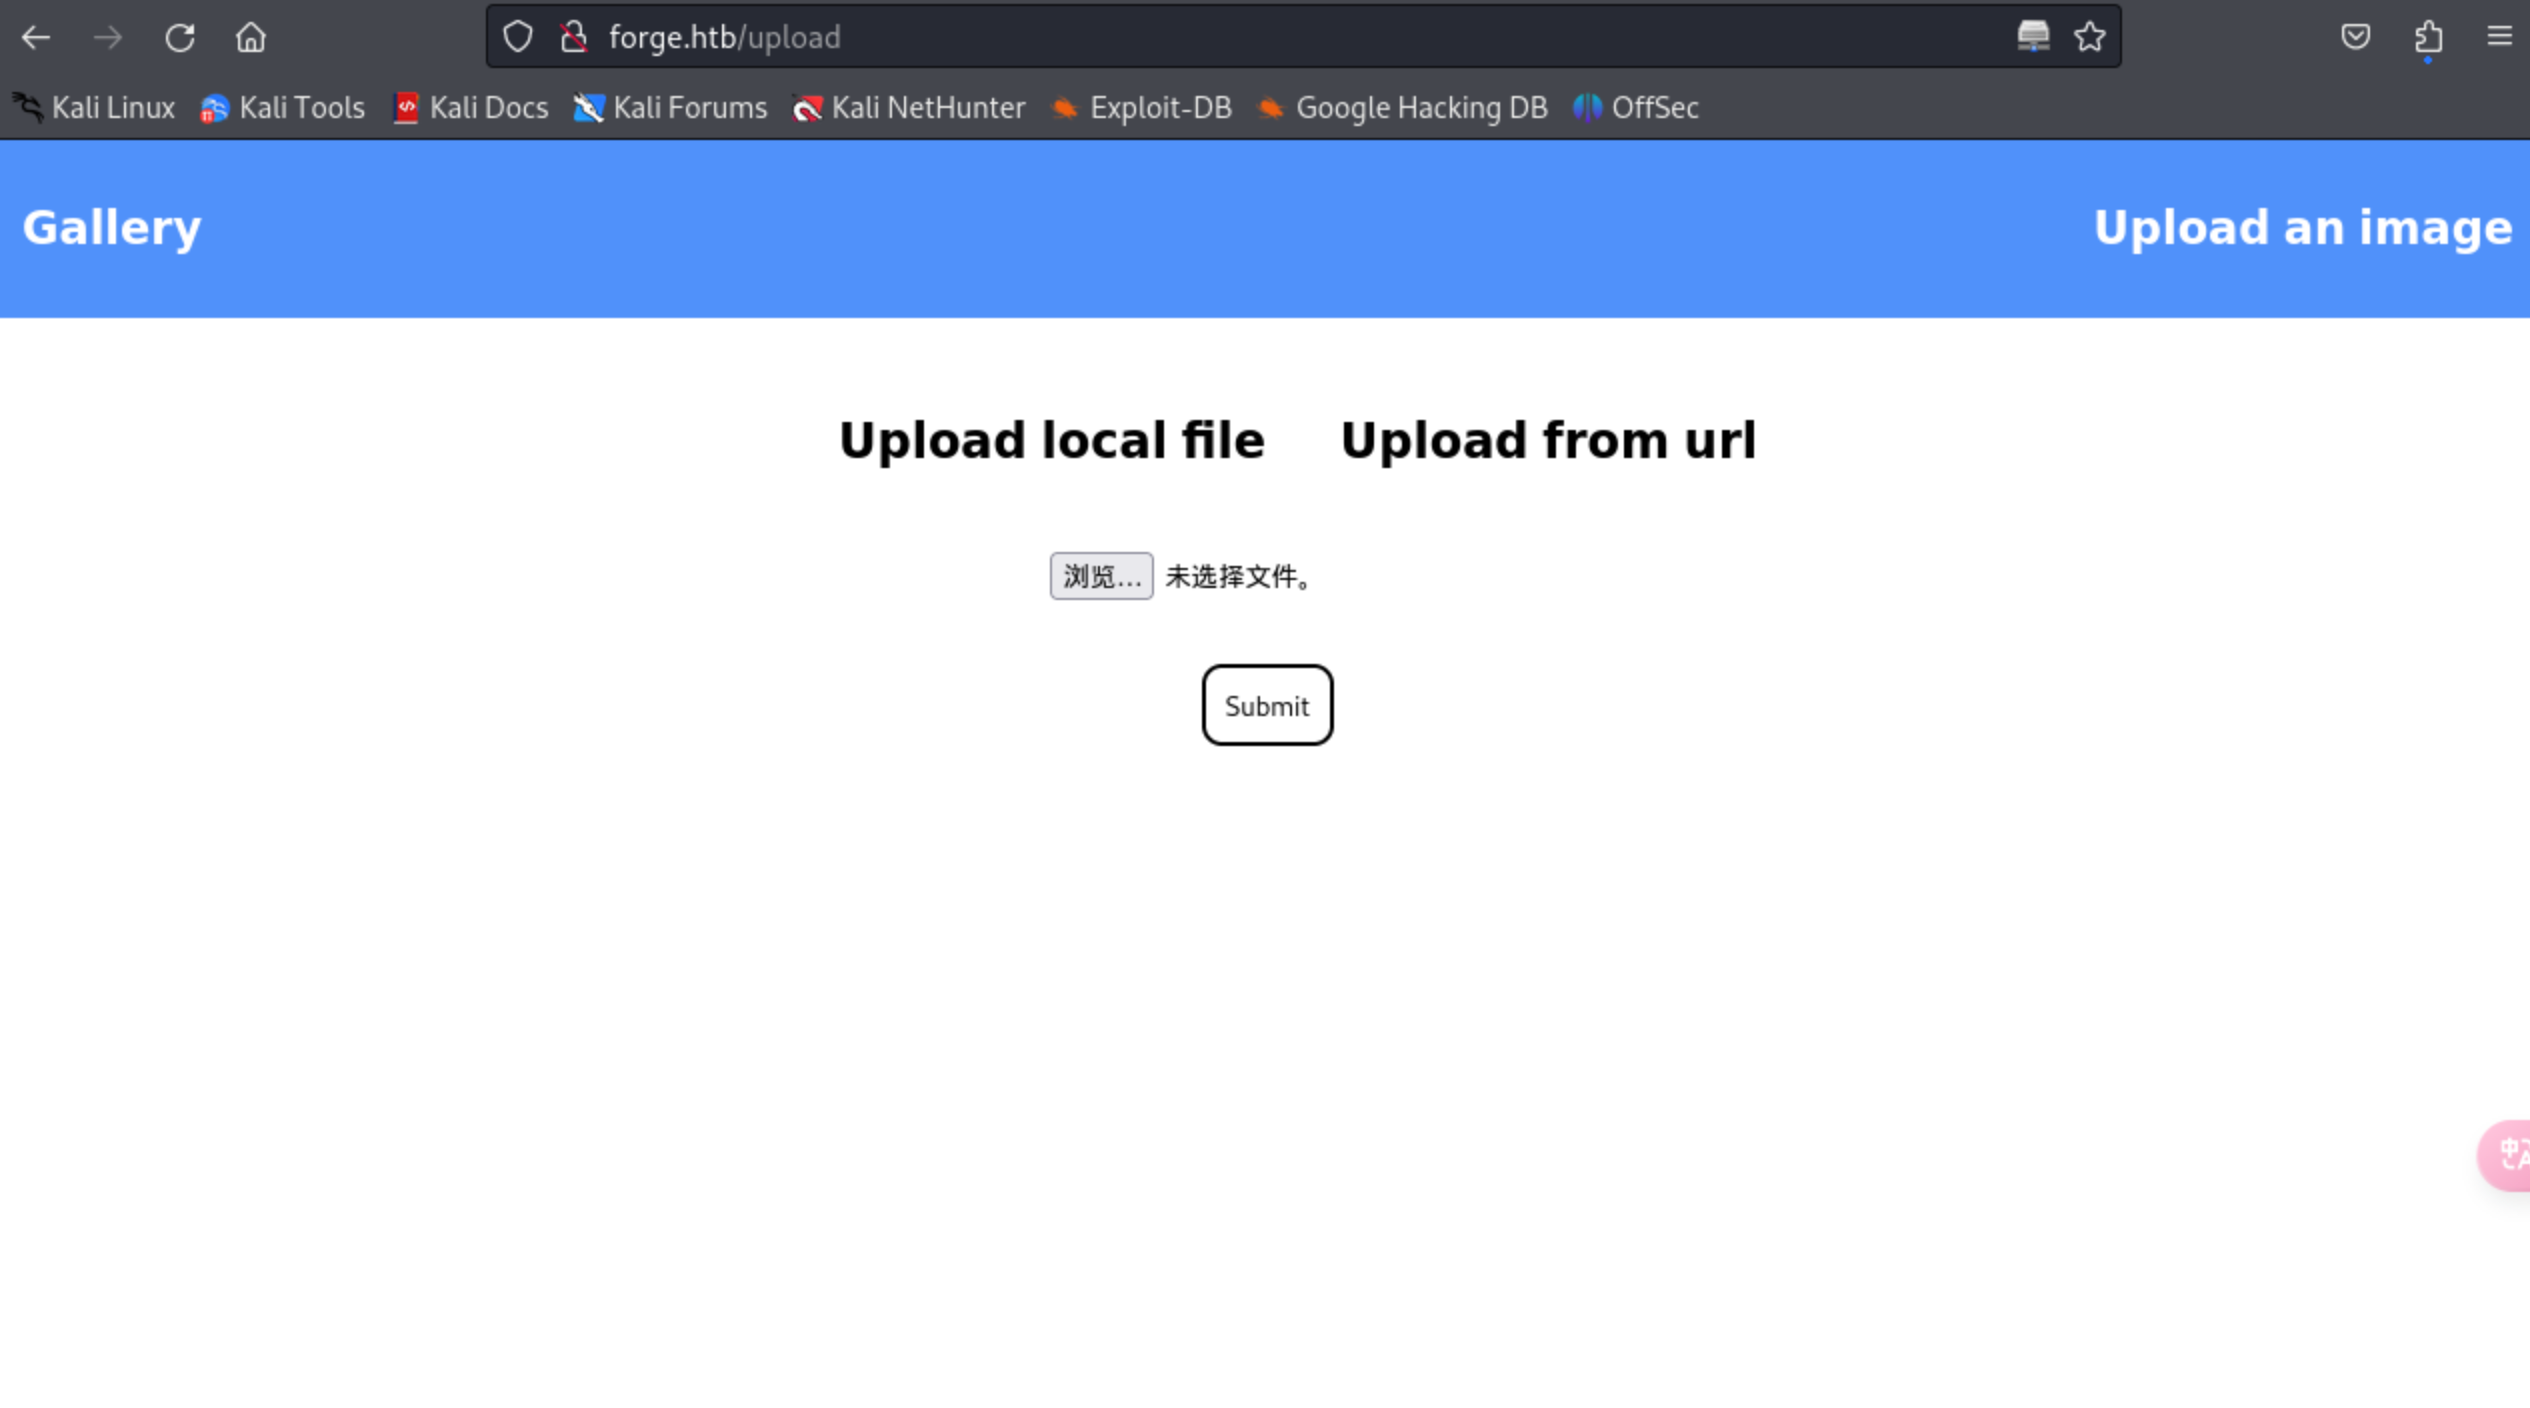 forge.htb/upload
Kali Linux Kali Tools Kali Docs Kali Forums Kali NetHunter Exploit-DB Google Hacking DB OffSec
Gallery Upload an image
Upload local file Upload from url
浏览… 未选择文件。
Submit